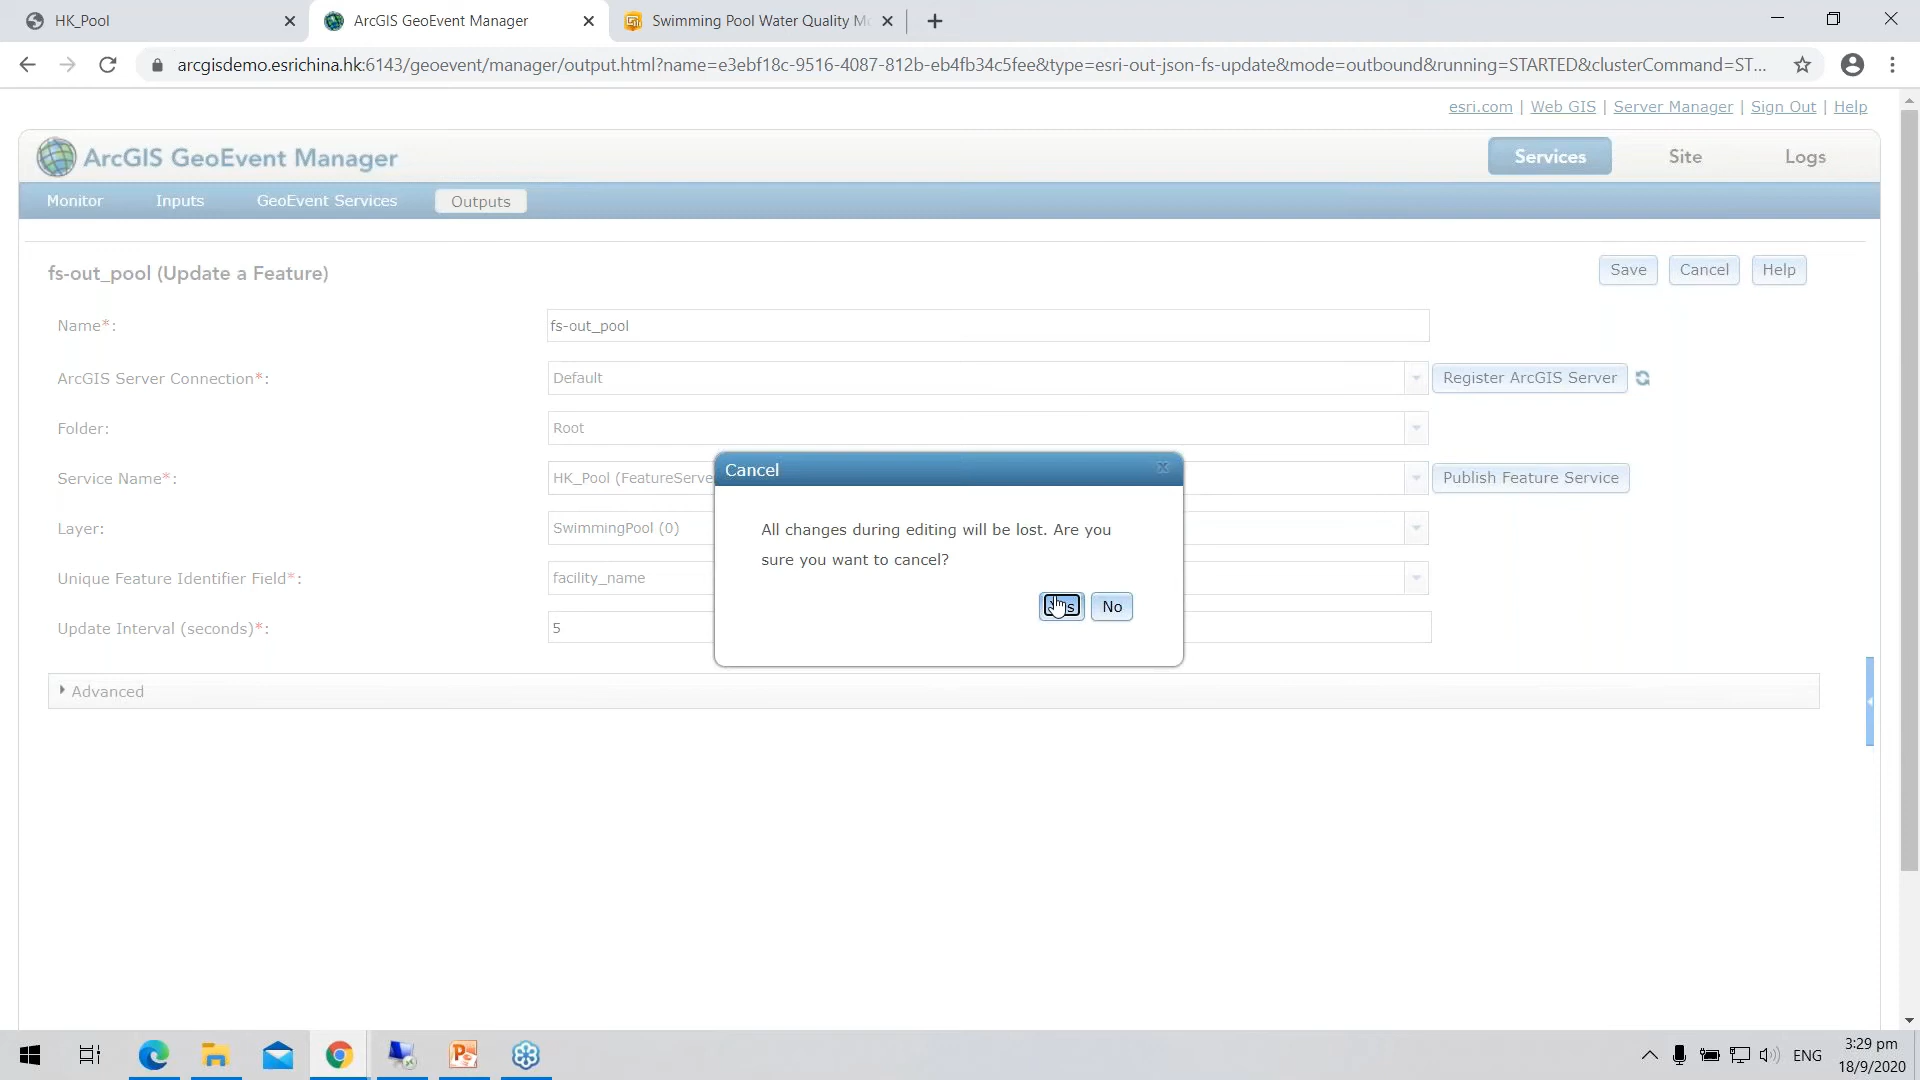 HK_Pool
ArcGIS GeoEvent Manager
Swimming Pool Water Quality M
arcgisdemo.esrichina.hk:6143/geoevent/manager/output.html?name=e3ebf18c-9516-4087-812b-eb4fb34c5fee&type=esri-out-json-fs-update&mode=outbound&running=STARTED&clusterCommand=ST...
esri.com | Web GIS | Server Manager | Sign Out | Help
ArcGIS GeoEvent Manager
Services Site Logs
Monitor Inputs GeoEvent Services Outputs
fs-out_pool (Update a Feature)
Save Cancel Help
Name*: fs-out_pool
ArcGIS Server Connection*: Default Register ArcGIS Server
Folder: Root
Service Name*: HK_Pool (FeatureServe Publish Feature Service
Layer: SwimmingPool (0)
Unique Feature Identifier Field*: facility_name
Update Interval (seconds)*: 5
Advanced
Cancel
All changes during editing will be lost. Are you
sure you want to cancel?
No
ENG
3:29 pm
18/9/2020